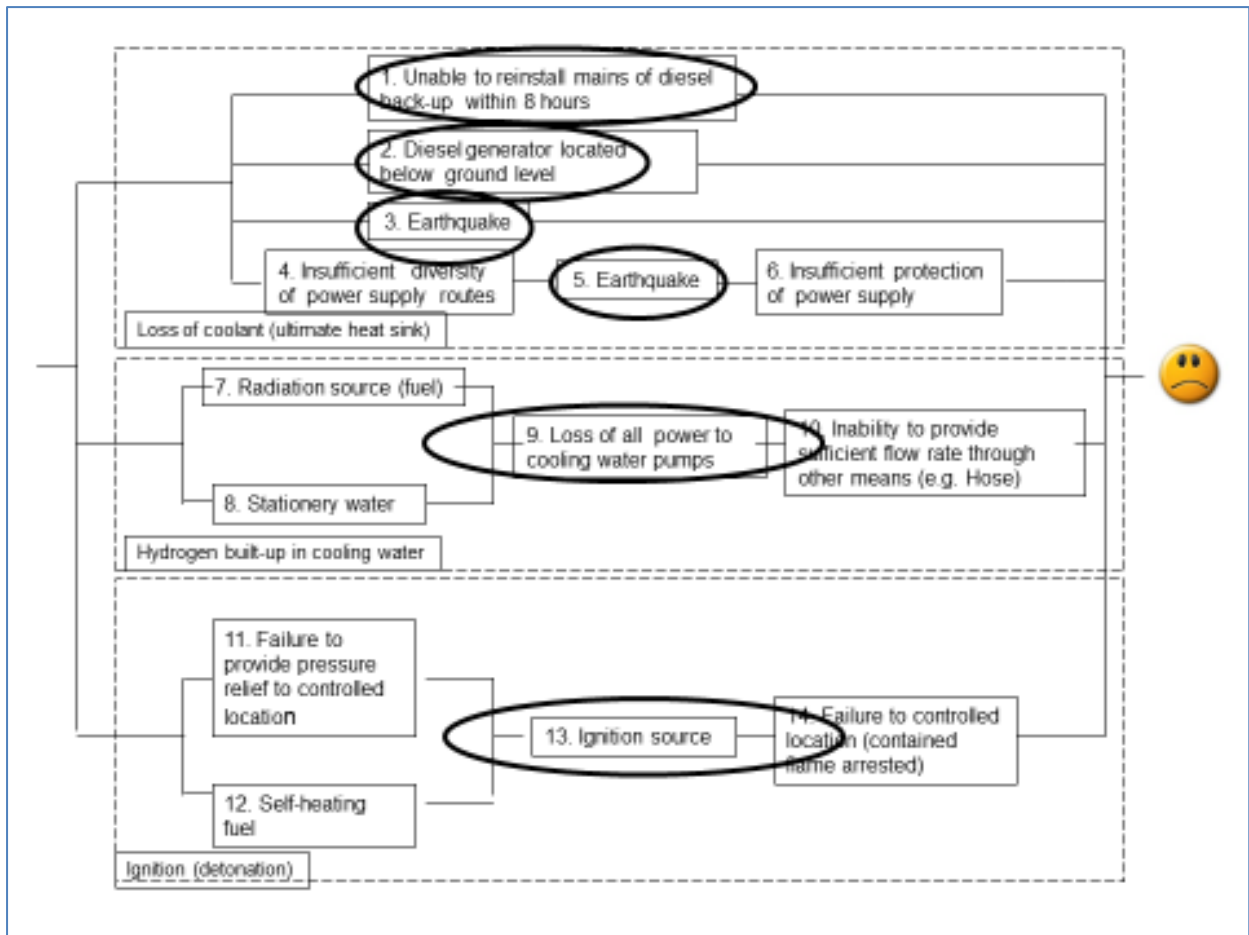 1. Unable to reinstall mains of diesel
back-up within 8 hours
2. Diesel generator located
below ground level
3. Earthquake
4. Insufficient diversity
of power supply routes
5. Earthquake
6. Insufficient protection
of power supply
Loss of coolant (ultimate heat sink)
7. Radiation source (fuel)
8. Stationery water
9. Loss of all power to
cooling water pumps
10. Inability to provide
sufficient flow rate through
other means (e.g. Hose)
Hydrogen built-up in cooling water
11. Failure to
provide pressure
relief to controlled
location
12. Self-heating
fuel
13. Ignition source
14. Failure to controlled
location (contained
flame arrested)
Ignition (detonation)